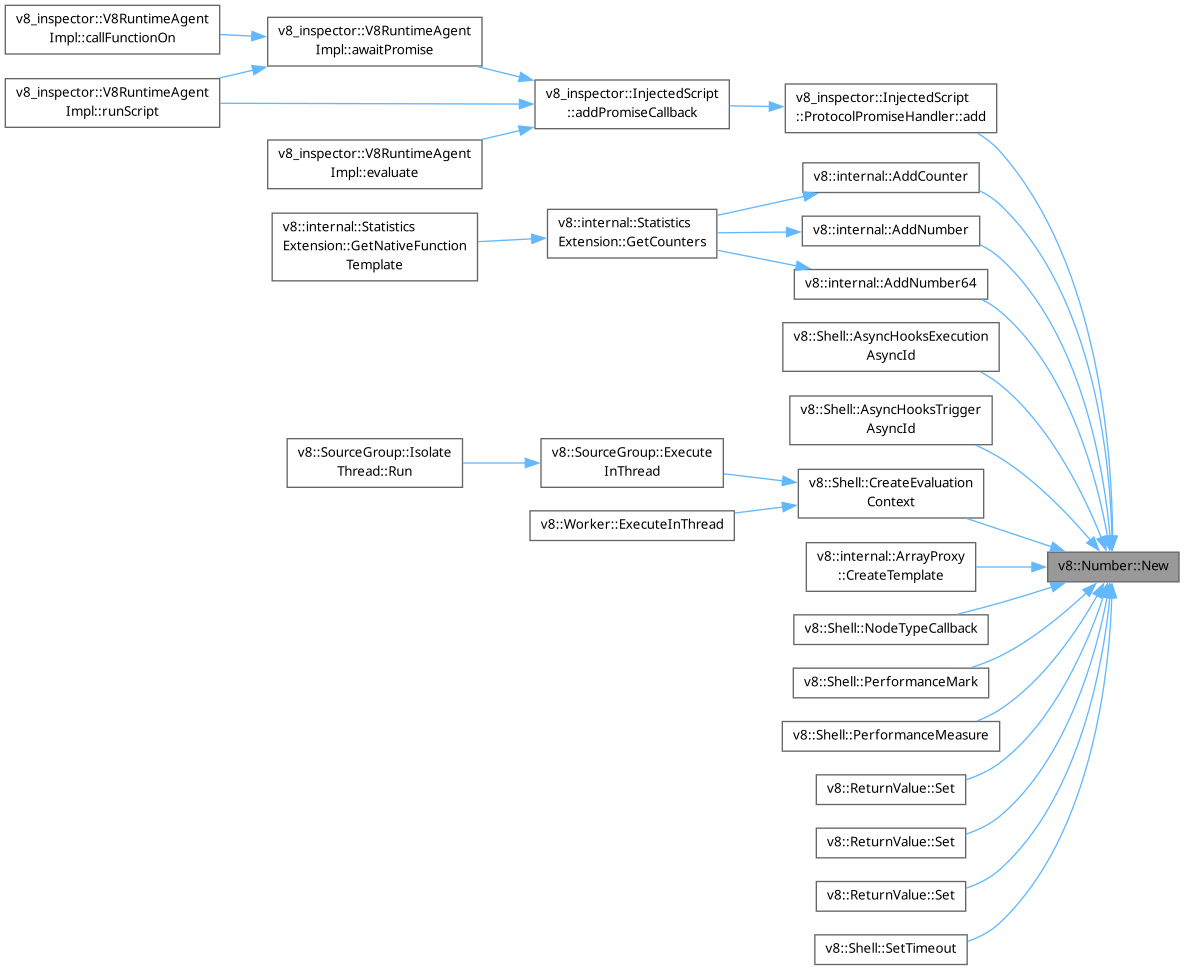 v8_inspector::V8RuntimeAgent
Impl::callFunctionOn
v8_inspector::V8RuntimeAgent
Impl::awaitPromise
v8_inspector::V8RuntimeAgent
Impl::runScript
v8_inspector::InjectedScript
::addPromiseCallback
v8_inspector::InjectedScript
::ProtocolPromiseHandler::add
v8_inspector::V8RuntimeAgent
Impl::evaluate
v8::internal::AddCounter
v8::internal::Statistics
Extension::GetNativeFunction
Template
v8::internal::Statistics
Extension::GetCounters
v8::internal::AddNumber
v8::internal::AddNumber64
v8::Shell::AsyncHooksExecution
AsyncId
v8::Shell::AsyncHooksTrigger
AsyncId
v8::SourceGroup::Isolate
Thread::Run
v8::SourceGroup::Execute
InThread
v8::Shell::CreateEvaluation
Context
v8::Worker::ExecuteInThread
v8::internal::ArrayProxy
::CreateTemplate
v8::Number::New
v8::Shell::NodeTypeCallback
v8::Shell::PerformanceMark
v8::Shell::PerformanceMeasure
v8::ReturnValue::Set
v8::ReturnValue::Set
v8::ReturnValue::Set
v8::Shell::SetTimeout